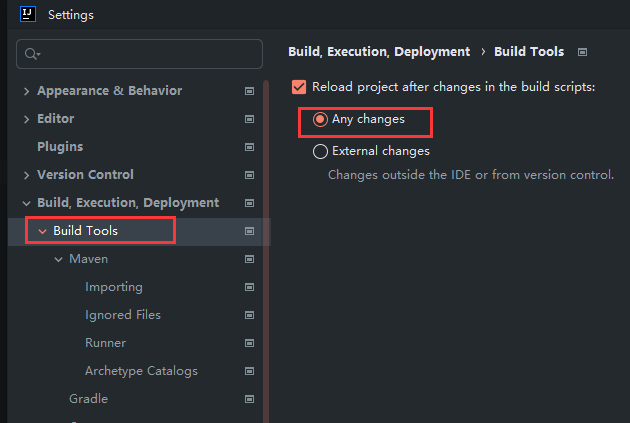 IJ
Settings
Build, Execution, Deployment › Build Tools
Reload project after changes in the build scripts:
Any changes
External changes
Changes outside the IDE or from version control.
Appearance & Behavior
Editor
Plugins
Version Control
Build, Execution, Deployment
Build Tools
Maven
Importing
Ignored Files
Runner
Archetype Catalogs
Gradle